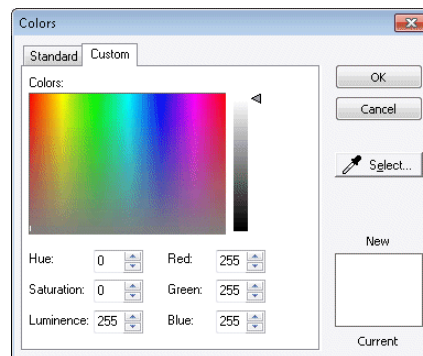 Colors
Standard
Custom
Colors:
OK
Cancel
Select...
Hue: 0 Red: 255
Saturation: 0 Green: 255
Luminence: 255 Blue: 255
New
Current